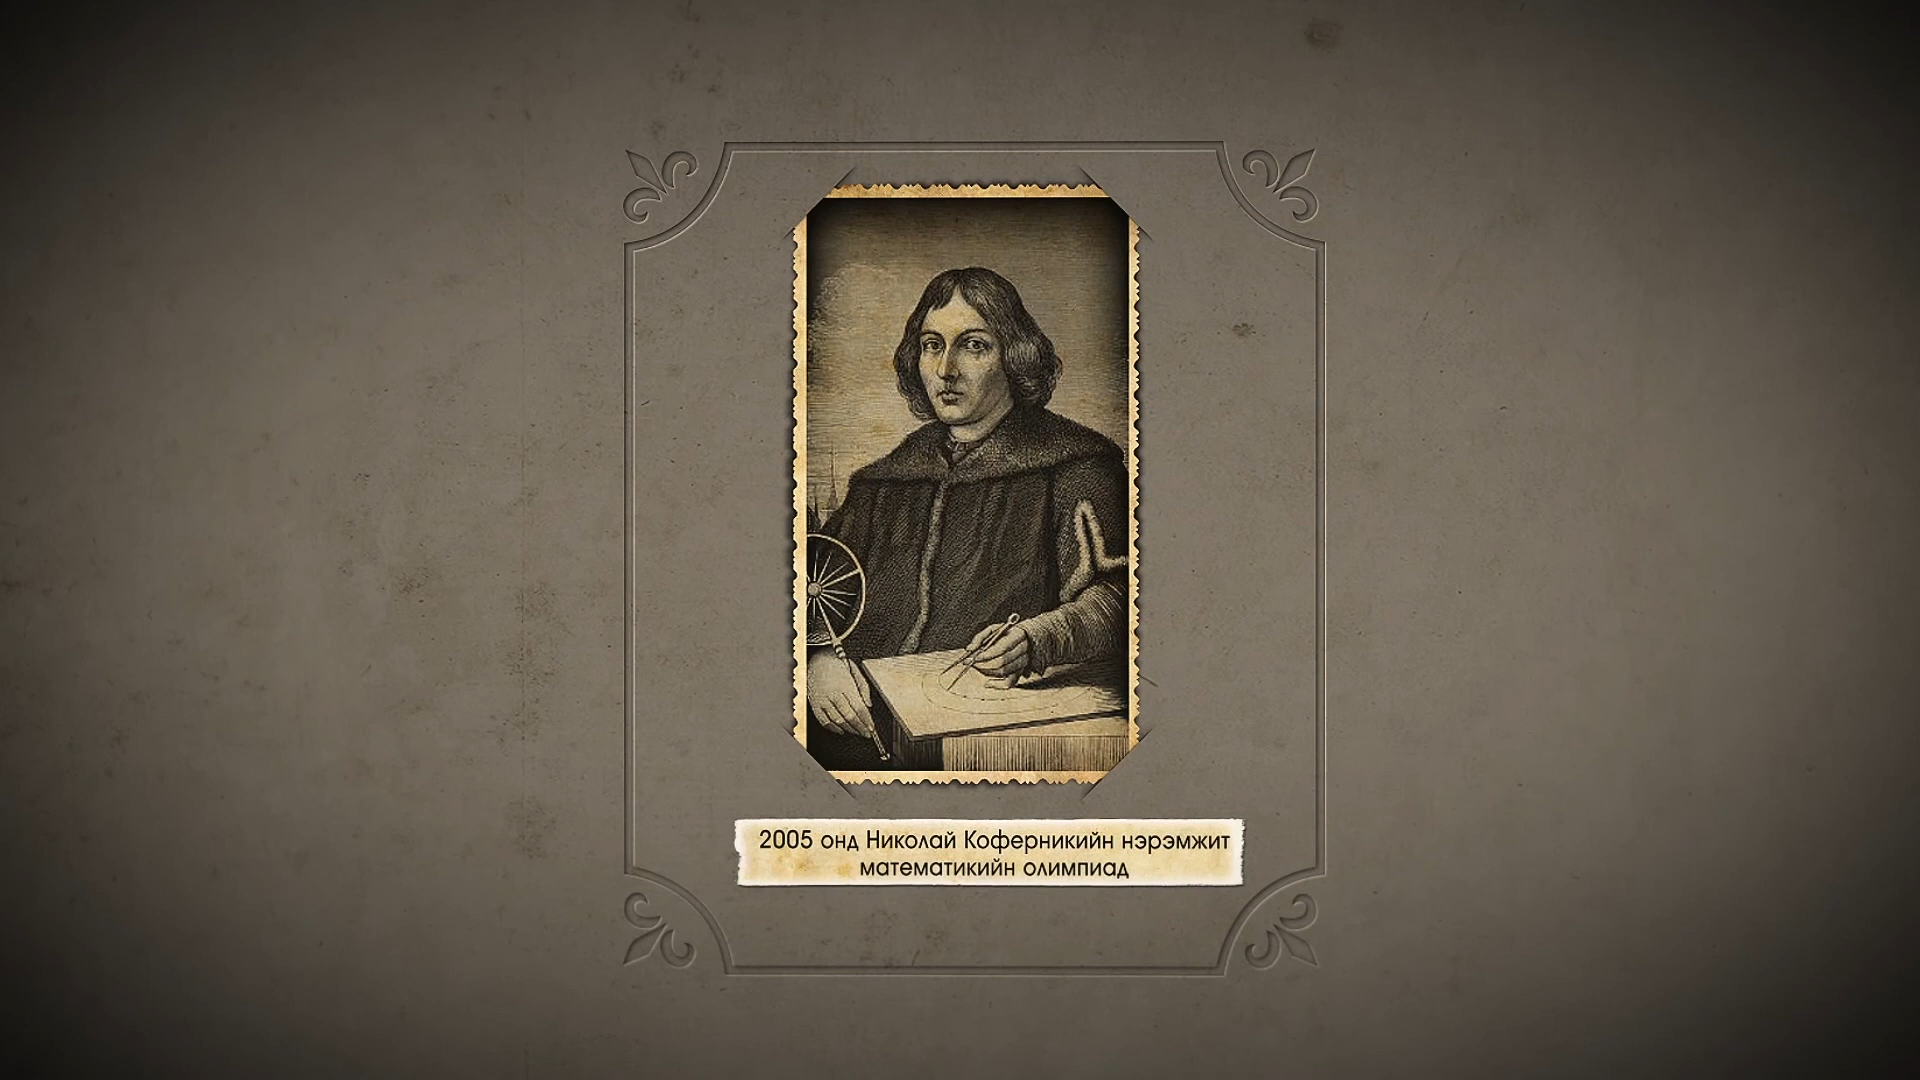 2005 онд Николай Коферникийн нэрэмжит
математикийн олимпиад